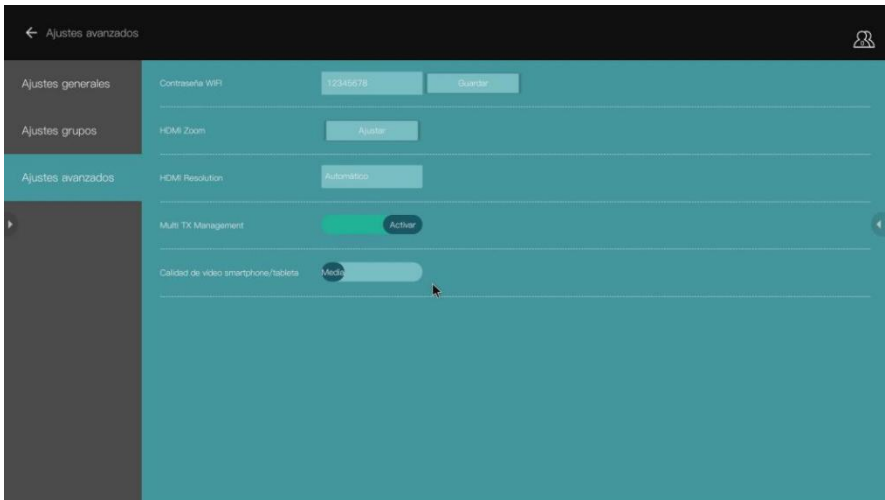 Ajustes avanzados
Ajustes generales
Contraseña WIFI 12345678 Guardar
Ajustes grupos
HDMI Zoom Ajustar
Ajustes avanzados
HDMI Resolution Automático
Multi TX Management Activar
Calidad de vídeo smartphone/tableta Media